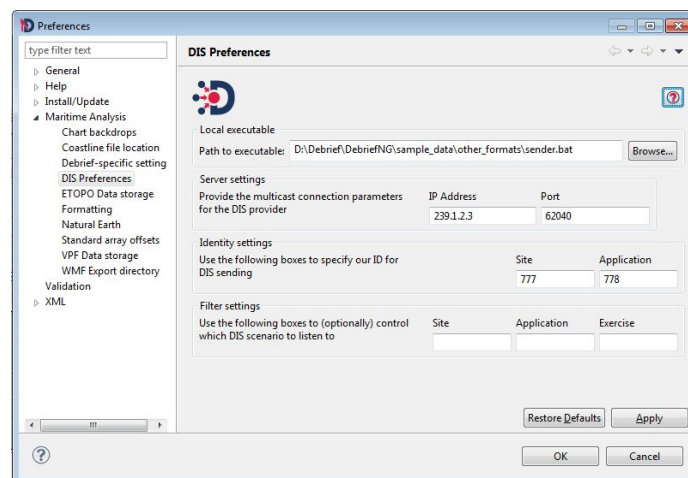 Preferences
type filter text
General
Help
Install/Update
Maritime Analysis
Chart backdrops
Coastline file location
Debrief-specific setting
DIS Preferences
ETOPO Data storage
Formatting
Natural Earth
Standard array offsets
VPF Data storage
WMF Export directory
Validation
XML
DIS Preferences
Local executable
Path to executable: D:\Debrief\DebriefNG\sample_data\other_formats\sender.bat Browse...
Server settings
Provide the multicast connection parameters
for the DIS provider
IP Address Port
239.1.2.3 62040
Identity settings
Use the following boxes to specify our ID for
DIS sending
Site Application
777 778
Filter settings
Use the following boxes to (optionally) control
which DIS scenario to listen to
Site Application Exercise
Restore Defaults Apply
OK Cancel